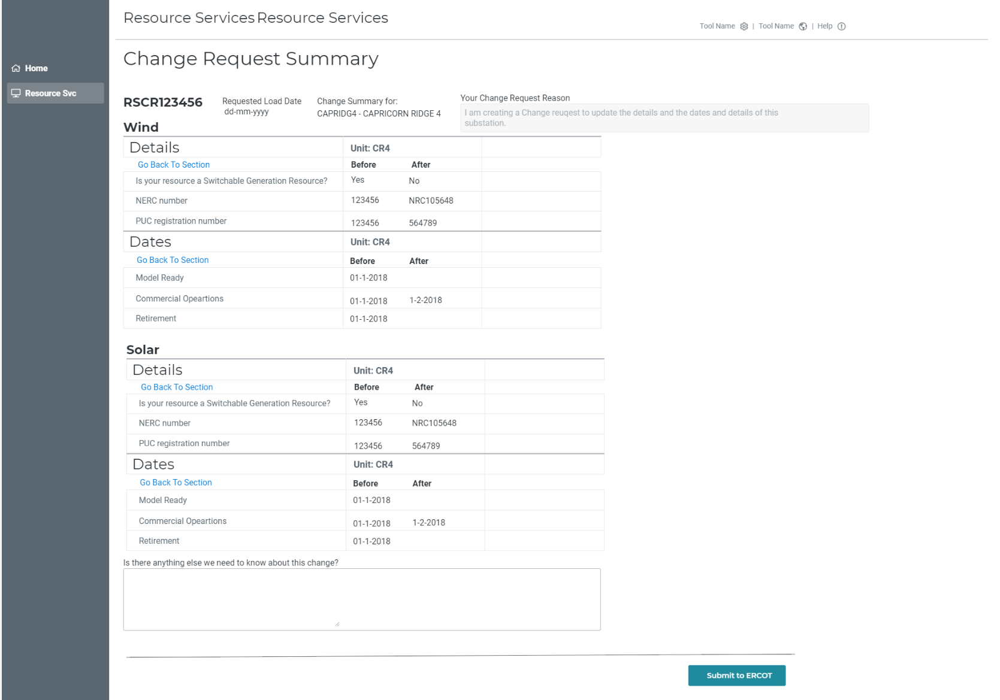 Resource Services Resource Services
Tool Name | Tool Name | Help
Home
Resource Svc
Change Request Summary
RSCR123456
Requested Load Date
dd-mm-yyyy
Change Summary for:
CAPRIDG4 - CAPRICORN RIDGE 4
Your Change Request Reason
I am creating a Change reuqest to update the details and the dates and details of this
substation.
Wind
Details Unit: CR4
Go Back To Section Before After
Is your resource a Switchable Generation Resource? Yes No
NERC number 123456 NRC105648
PUC registration number 123456 564789
Dates Unit: CR4
Go Back To Section Before After
Model Ready 01-1-2018
Commercial Opeartions 01-1-2018 1-2-2018
Retirement 01-1-2018
Solar
Details Unit: CR4
Go Back To Section Before After
Is your resource a Switchable Generation Resource? Yes No
NERC number 123456 NRC105648
PUC registration number 123456 564789
Dates Unit: CR4
Go Back To Section Before After
Model Ready 01-1-2018
Commercial Opeartions 01-1-2018 1-2-2018
Retirement 01-1-2018
Is there anything else we need to know about this change?
Submit to ERCOT